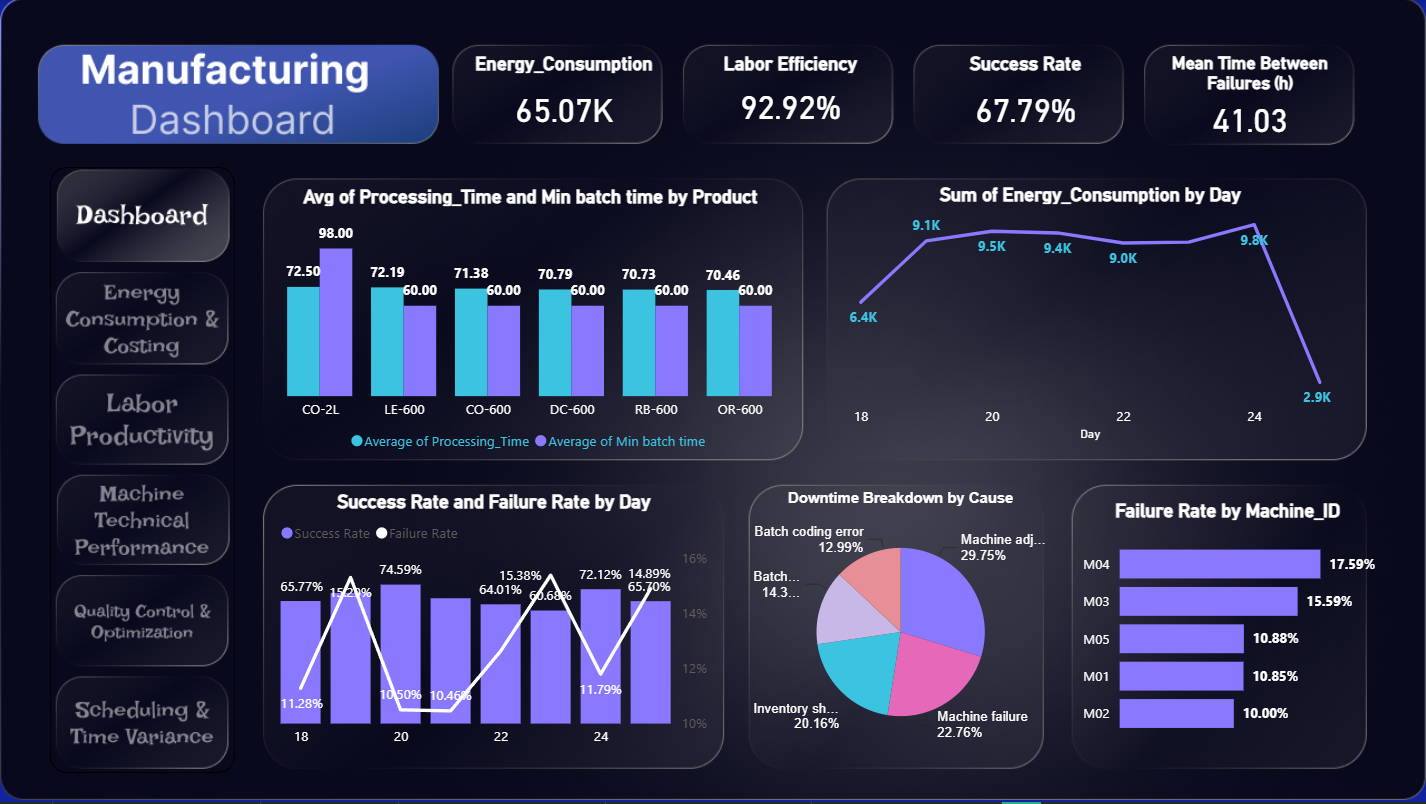 Manufacturing
Dashboard
Energy_Consumption
65.07K
Labor Efficiency
92.92%
Success Rate
67.79%
Mean Time Between
Failures (h)
41.03
Dashboard
Energy
Consumption &
Costing
Labor
Productivity
Machine
Technical
Performance
Quality Control &
Optimization
Scheduling &
Time Variance
Avg of Processing_Time and Min batch time by Product
98.00
72.50 72.19 71.38 70.79 70.73 70.46
60.00 60.00 60.00 60.00 60.00
CO-2L LE-600 CO-600 DC-600 RB-600 OR-600
Average of Processing_Time Average of Min batch time
Sum of Energy_Consumption by Day
9.1K 9.5K 9.4K 9.0K 9.8K
6.4K
2.9K
18 20 22 24
Day
Success Rate and Failure Rate by Day
Success Rate Failure Rate
16%
14%
12%
10%
65.77% 74.59% 64.01% 60.68% 72.12% 65.70%
11.28% 15.29% 10.50% 10.46% 15.38% 11.79% 14.89%
18 20 22 24
Downtime Breakdown by Cause
Batch coding error
12.99%
Machine adj...
29.75%
Batch...
14.3...
Inventory sh...
20.16%
Machine failure
22.76%
Failure Rate by Machine_ID
M04 17.59%
M03 15.59%
M05 10.88%
M01 10.85%
M02 10.00%